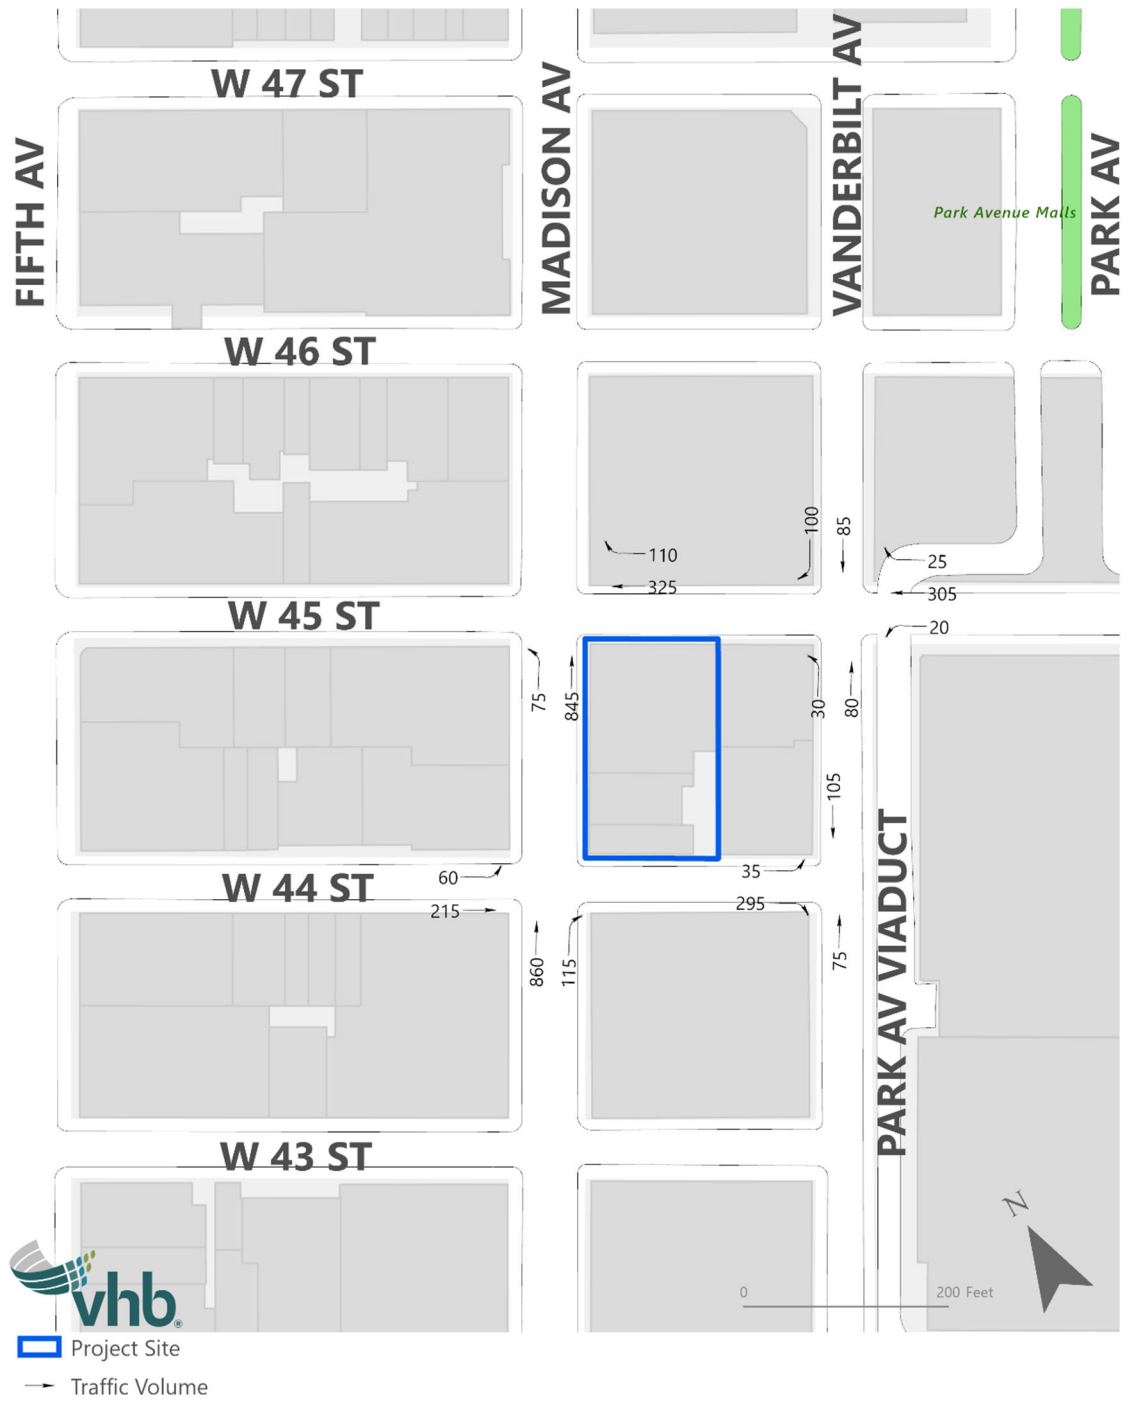 W 47 ST
FIFTH AV
MADISON AV
VANDERBILT AV
PARK AV
Park Avenue Malls
W 46 ST
100
85
110
25
325
305
W 45 ST
20
75
845
30
80
105
60
35
W 44 ST
215
295
860
115
75
PARK AV VIADUCT
W 43 ST
N
0
200 Feet
vhb®
Project Site
Traffic Volume